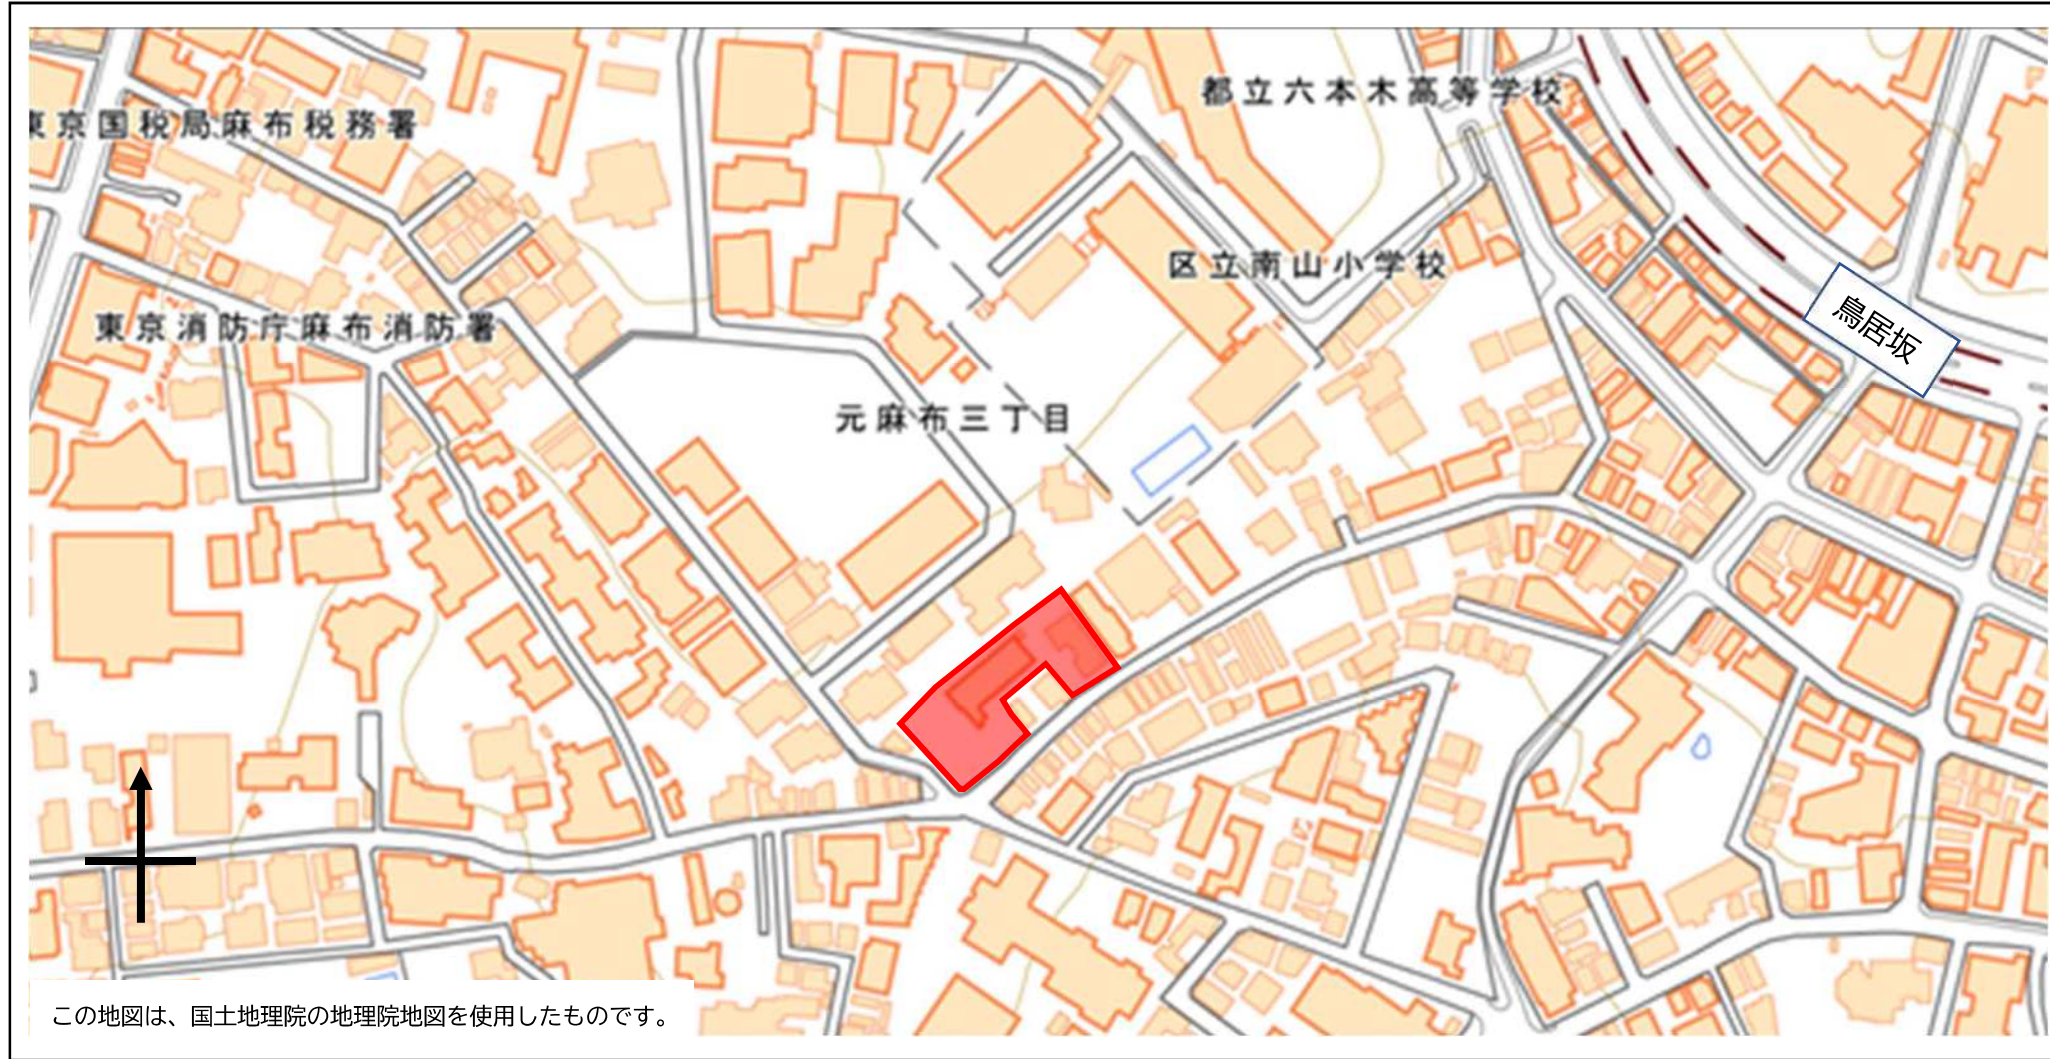 都立六本木高等学校
東京国税局麻布税務署
区立南山小学校
鳥居坂
東京消防庁麻布消防署
元麻布三丁目
この地図は、国土地理院の地理院地図を使用したものです。